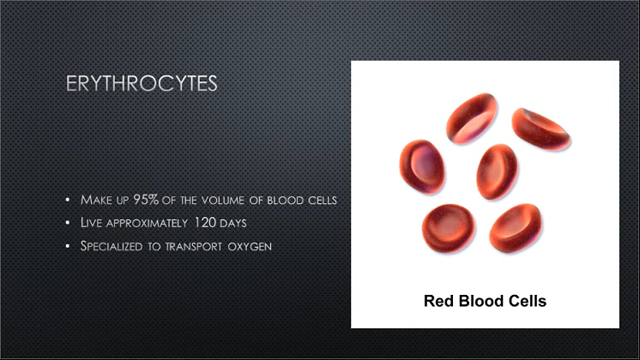 ERYTHROCYTES
• MAKE UP 95% OF THE VOLUME OF BLOOD CELLS
• LIVE APPROXIMATELY 120 DAYS
• SPECIALIZED TO TRANSPORT OXYGEN
Red Blood Cells